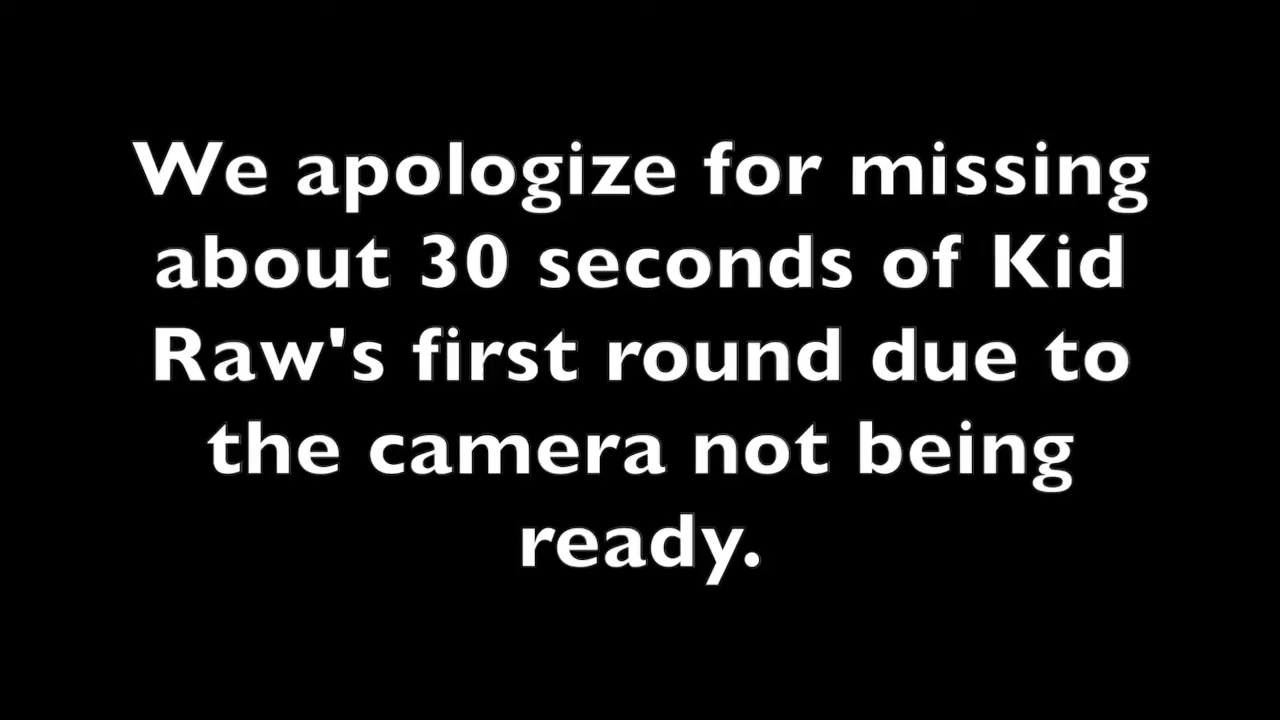 We apologize for missing
about 30 seconds of Kid
Raw's first round due to
the camera not being
ready.